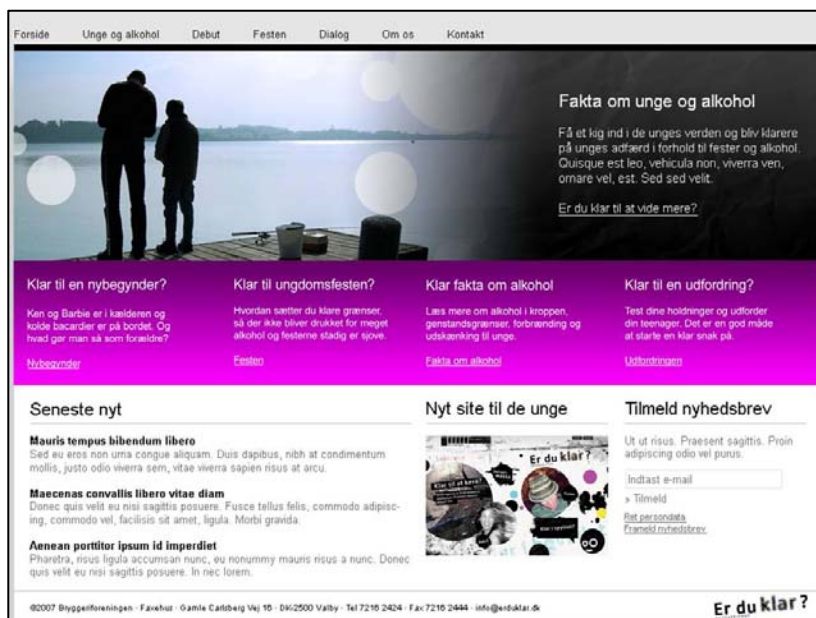 Forside Unge og alkohol Debut Festen Dialog Om os Kontakt
Fakta om unge og alkohol
Få et kig ind i de unges verden og bliv klarere
på unges adfærd i forhold til fester og alkohol.
Quisque est leo, vehicula non, viverra ven,
ornare vel, est. Sed sed velit.
Er du klar til at vide mere?
Klar til en nybegynder?
Ken og Barbie er i kælderen og
kolde bacardier er på bordet. Og
hvad gør man så som forældre?
Nybegynder
Klar til ungdomsfesten?
Hvordan sætter du klare grænser,
så der ikke bliver drukket for meget
alkohol og festerne stadig er sjove.
Festen
Klar fakta om alkohol
Læs mere om alkohol i kroppen,
genstandsgrænser, forbrænding og
udskænking til unge.
Fakta om alkohol
Klar til en udfordring?
Test dine holdninger og udforder
din teenager. Det er en god måde
at starte en klar snak på.
Udfordringen
Seneste nyt
Mauris tempus bibendum libero
Sed eu eros non urna congue aliquam. Duis dapibus, nibh at condimentum
mollis, justo odio viverra sem, vitae viverra sapien risus at arcu.
Maecenas convallis libero vitae diam
Donec quis velit eu nisi sagittis posuere. Fusce tellus felis, commodo adipisc-
ing, commodo vel, facilisis sit amet, ligula. Morbi gravida.
Aenean porttitor ipsum id imperdiet
Pharetra, risus ligula accumsan nunc, eu nonummy mauris risus a nunc. Donec
quis velit eu nisi sagittis posuere. In nec lorem.
Nyt site til de unge
Er du klar?
Klar til at høre?
Tilmeld nyhedsbrev
Ut ut risus. Praesent sagittis. Proin
adipiscing odio vel purus.
Indtast e-mail
» Tilmeld
Ret persondata
Frameld nyhedsbrev
©2007 Bryggeriforeningen · Faxehus · Gamle Carlsberg Vej 16 · DK-2500 Valby · Tel 7216 2424 · Fax 7216 2444 · info@erduklar.dk
Er du klar?